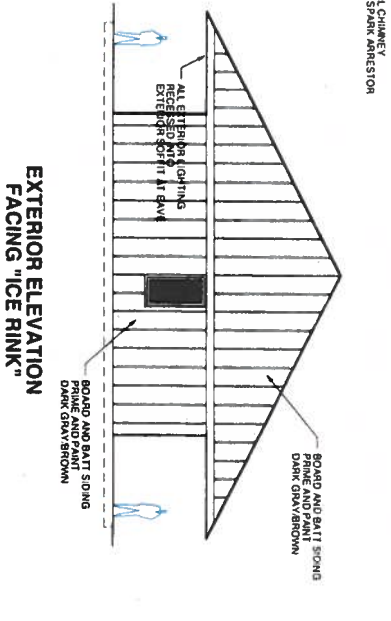 L CHIMNEY
SPARK ARRESTOR
ALL EXTERIOR LIGHTING
RECESSED INTO
EXTERIOR SOFFIT AT EAVE
BOARD AND BATT SIDING
PRIME AND PAINT
DARK GRAY/BROWN
BOARD AND BATT SIDING
PRIME AND PAINT
DARK GRAY/BROWN
EXTERIOR ELEVATION
FACING "ICE RINK"